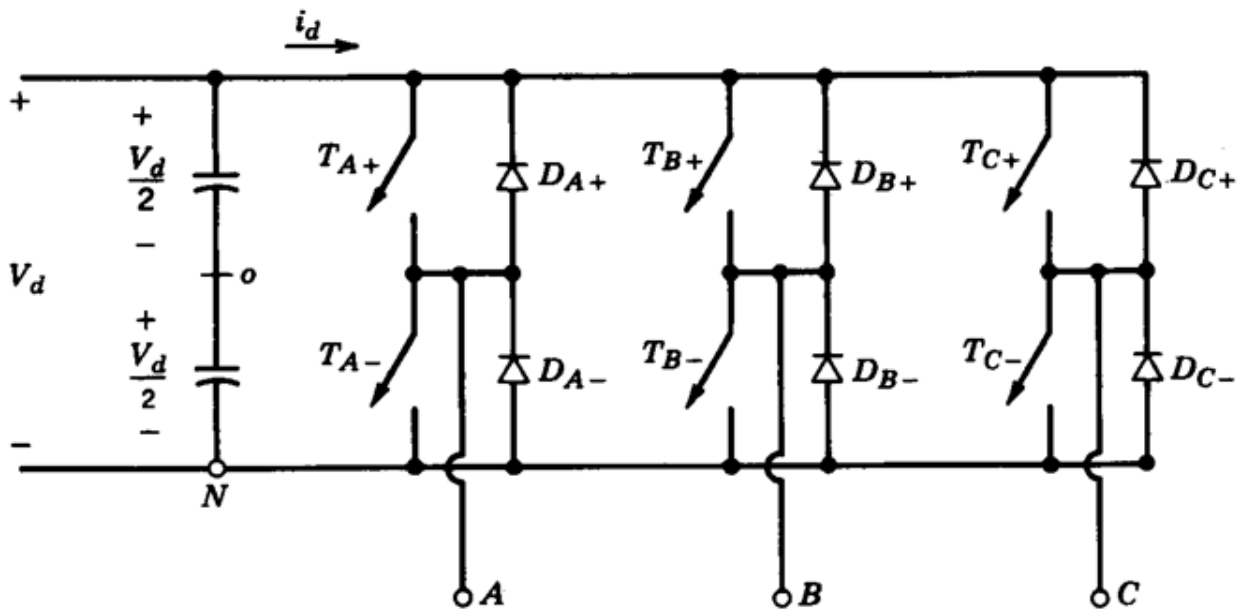 i_d
+
+
V_d
2
−
V_d
o
+
V_d
2
−
−
N
T_A+
D_A+
T_B+
D_B+
T_C+
D_C+
T_A−
D_A−
T_B−
D_B−
T_C−
D_C−
A
B
C